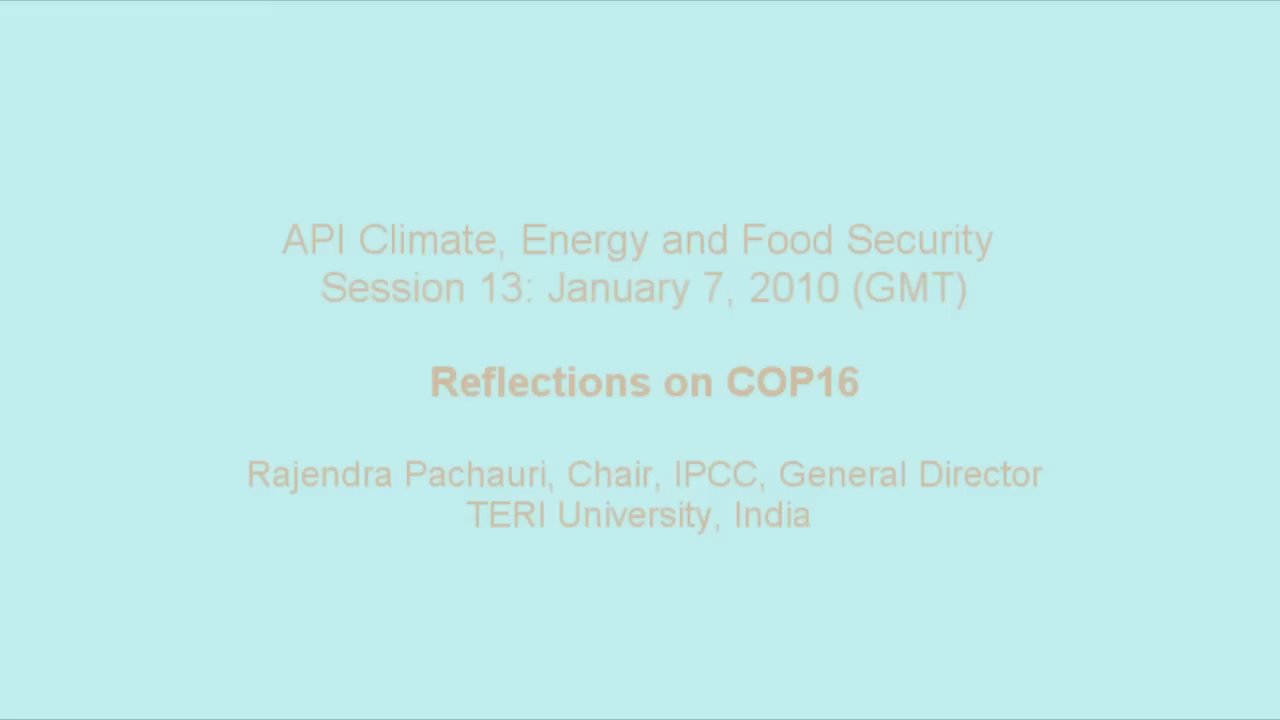 API Climate, Energy and Food Security
Session 13: January 7, 2010 (GMT)
Reflections on COP16
Rajendra Pachauri, Chair, IPCC, General Director
TERI University, India